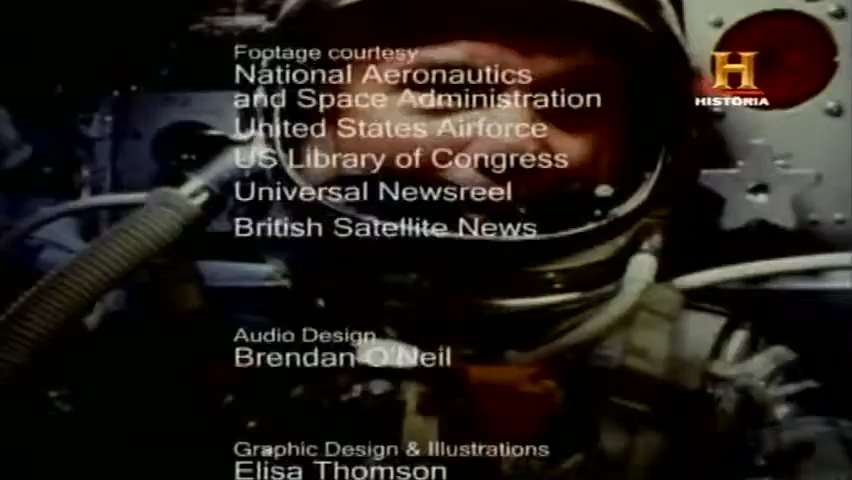 Footage courtesy
National Aeronautics
and Space Administration
United States Airforce
US Library of Congress
Universal Newsreel
British Satellite News
H
HISTORIA
Audio Design
Brendan O'Neil
Graphic Design & Illustrations
Elisa Thomson